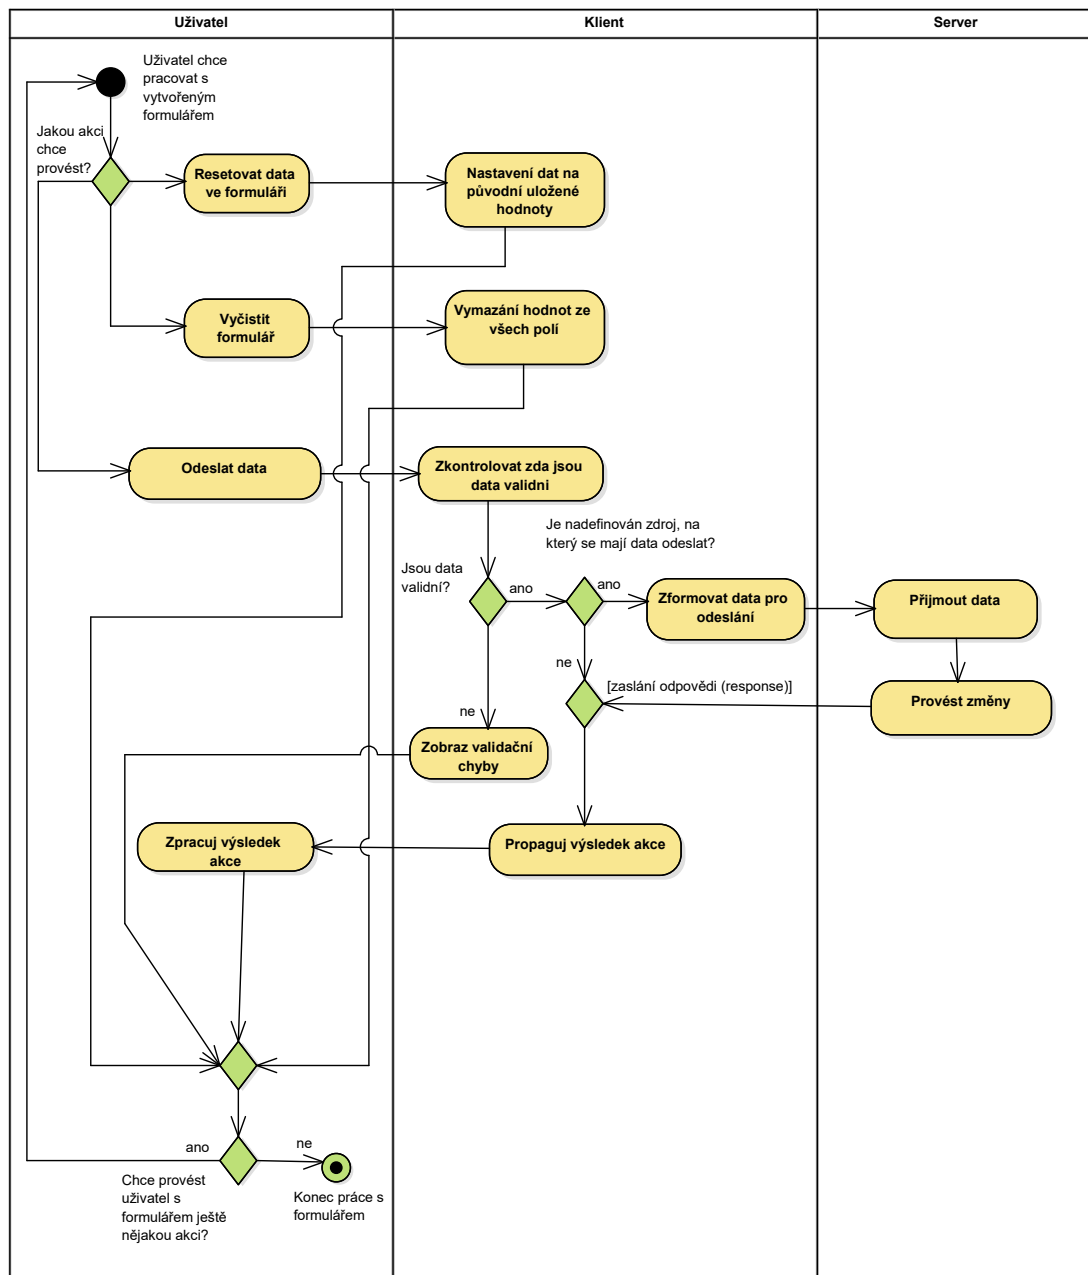 Uživatel
Klient
Server
Uživatel chce
pracovat s
vytvořeným
formulářem
Jakou akci
chce
provést?
Resetovat data
ve formuláři
Nastavení dat na
původní uložené
hodnoty
Vyčistit
formulář
Vymazání hodnot ze
všech polí
Odeslat data
Zkontrolovat zda jsou
data validni
Je nadefinován zdroj, na
který se mají data odeslat?
Jsou data
validní?
ano
ano
Zformovat data pro
odeslání
Přijmout data
ne
[zaslání odpovědi (response)]
Provést změny
ne
Zobraz validační
chyby
Zpracuj výsledek
akce
Propaguj výsledek akce
ano
ne
Chce provést
uživatel s
formulářem ještě
nějakou akci?
Konec práce s
formulářem